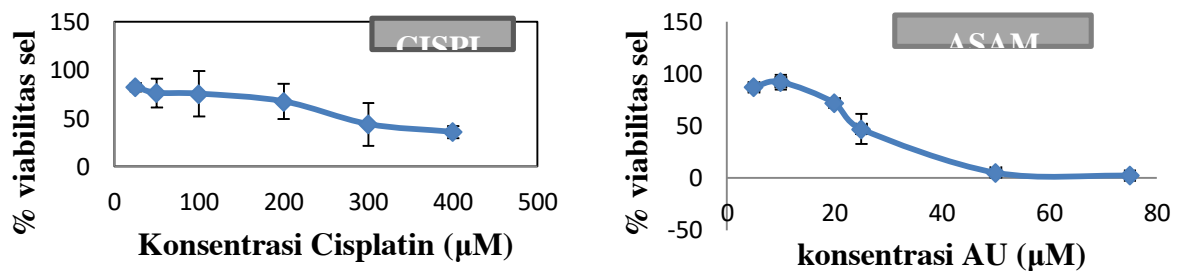 CISPL
150
100
50
0
% viabilitas sel
0 100 200 300 400 500
Konsentrasi Cisplatin (µM)
ASAM
150
100
50
0
-50
% viabilitas sel
0 20 40 60 80
konsentrasi AU (µM)